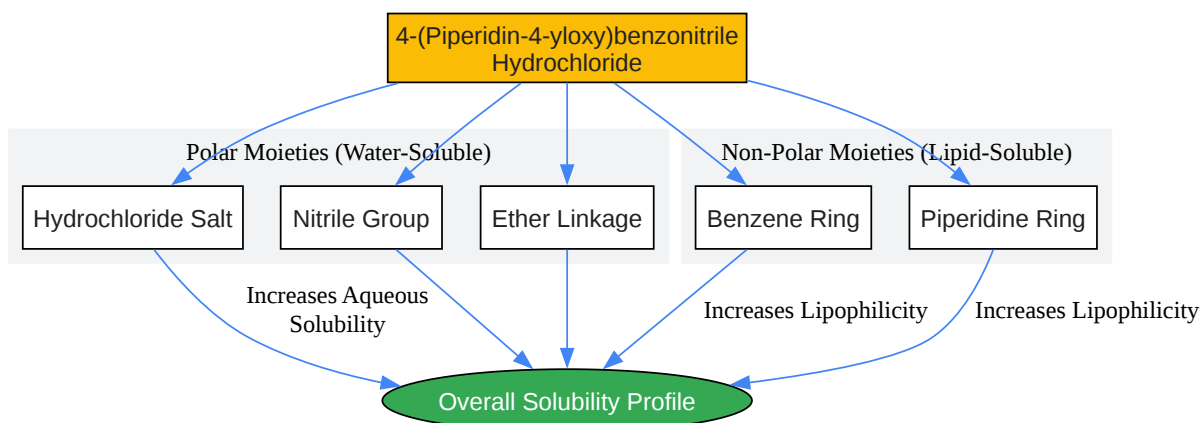 4-(Piperidin-4-yloxy)benzonitrile
Hydrochloride
Polar Moieties (Water-Soluble)
Non-Polar Moieties (Lipid-Soluble)
Hydrochloride Salt
Nitrile Group
Ether Linkage
Benzene Ring
Piperidine Ring
Increases Aqueous
Solubility
Increases Lipophilicity
Increases Lipophilicity
Overall Solubility Profile